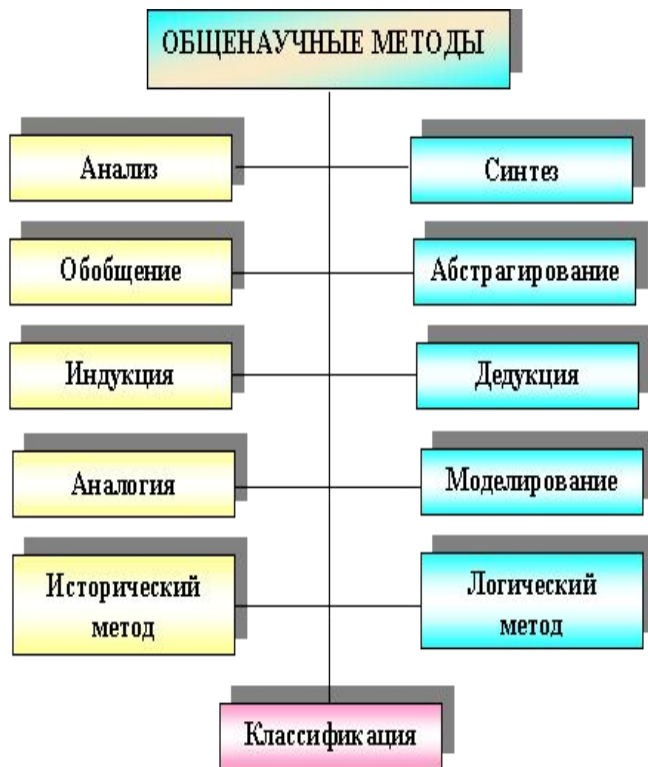 ОБЩЕНАУЧНЫЕ МЕТОДЫ
Анализ
Синтез
Обобщение
Абстрагирование
Индукция
Дедукция
Аналогия
Моделирование
Исторический
метод
Логический
метод
Классификация